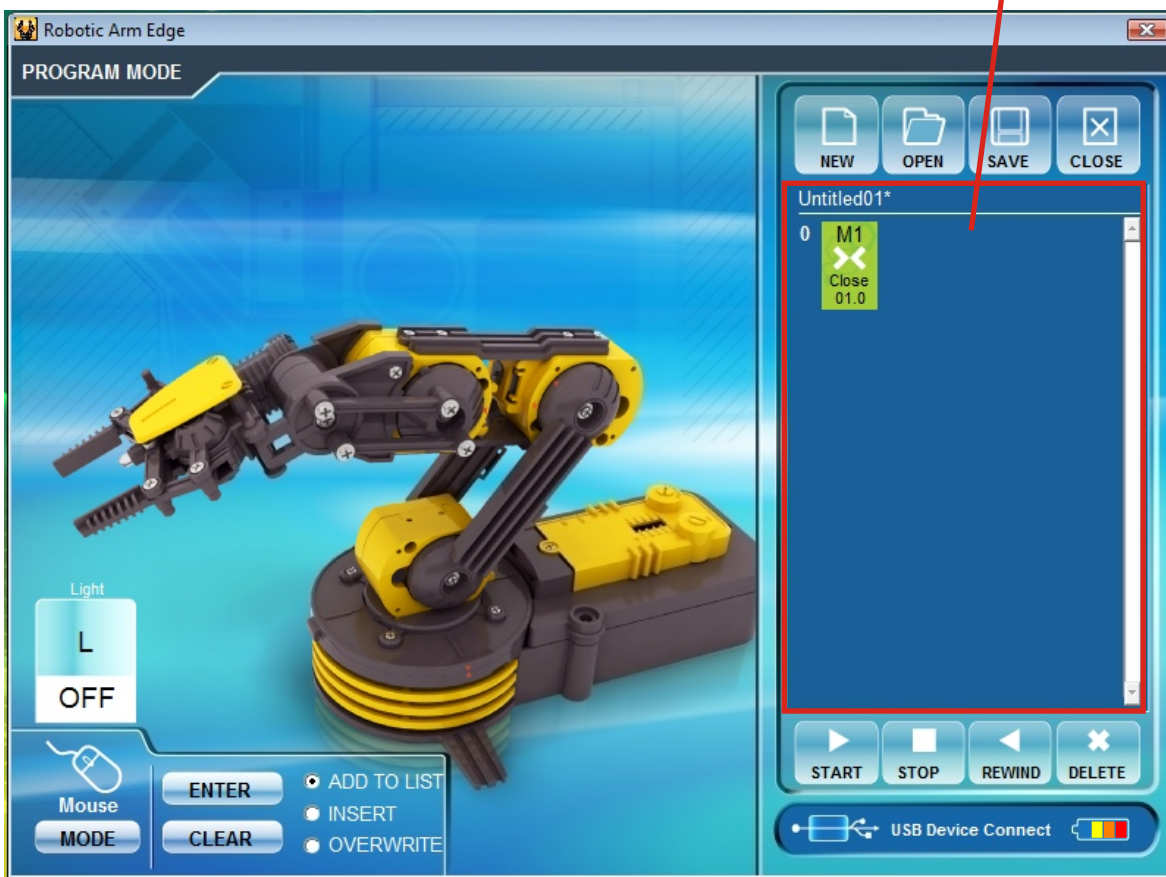 Robotic Arm Edge
PROGRAM MODE
NEW OPEN SAVE CLOSE
Untitled01*
0 M1
Close
01.0
Light
L
OFF
Mouse
MODE
ENTER
CLEAR
ADD TO LIST
INSERT
OVERWRITE
START STOP REWIND DELETE
USB Device Connect